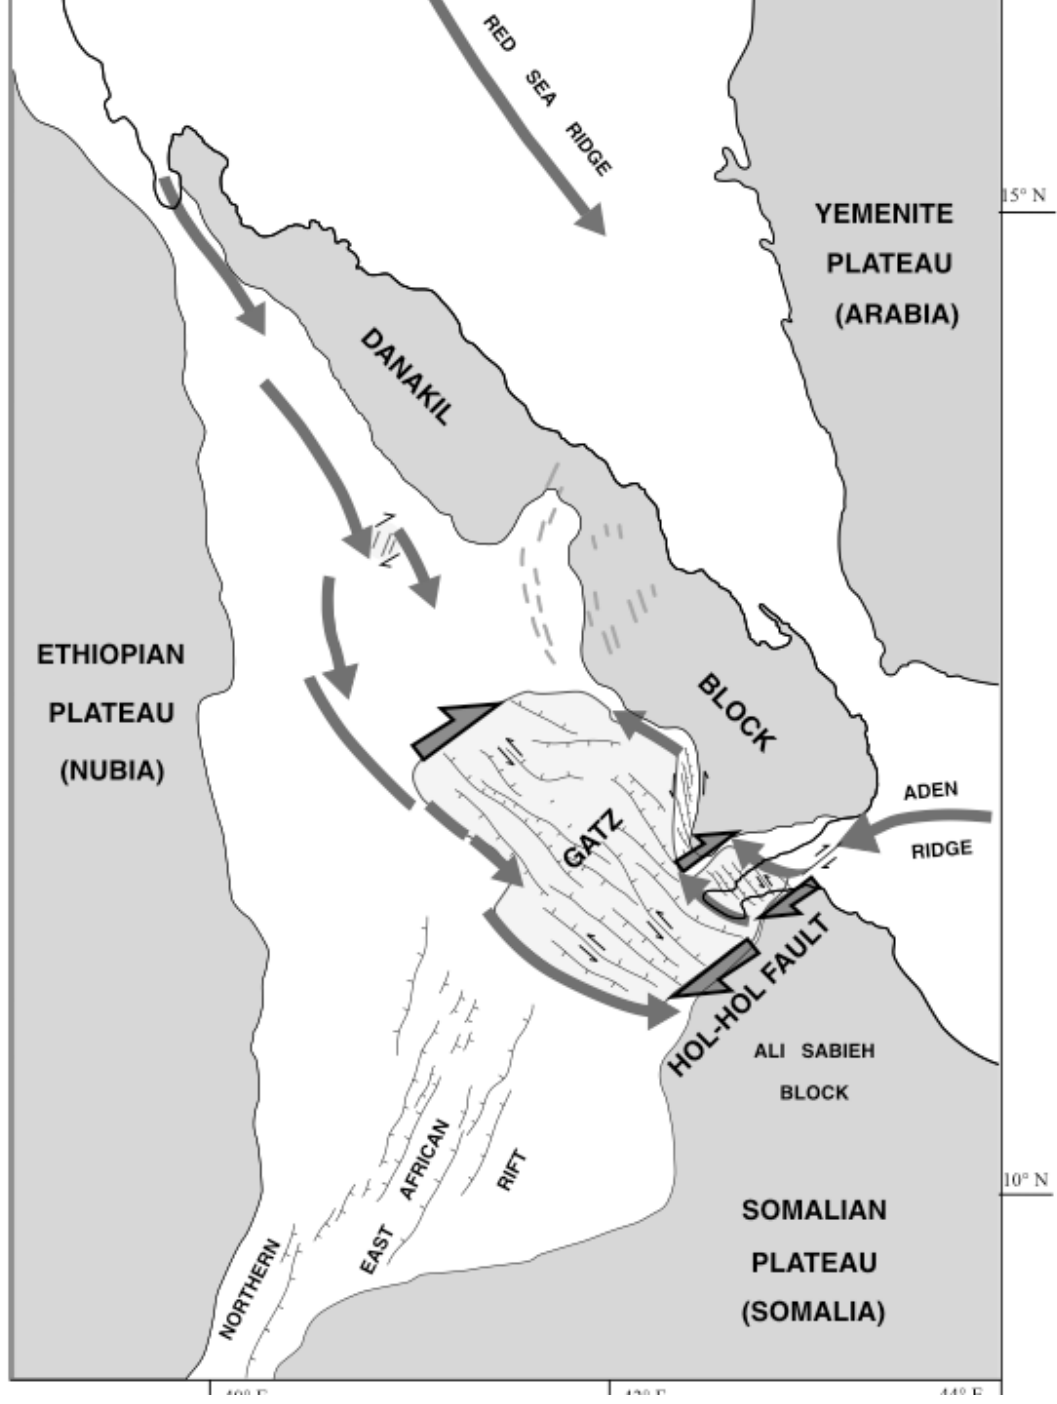 RED SEA RIDGE
15° N
YEMENITE
PLATEAU
(ARABIA)
DANAKIL
BLOCK
ETHIOPIAN
PLATEAU
(NUBIA)
ADEN
RIDGE
GATZ
HOL-HOL FAULT
ALI SABIEH
BLOCK
NORTHERN
EAST AFRICAN
RIFT
10° N
SOMALIAN
PLATEAU
(SOMALIA)
44° E